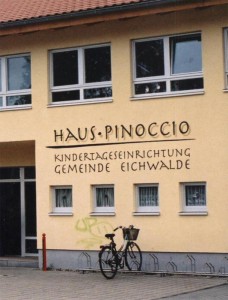 HAUS·PINOCCIO
KINDERTAGESEINRICHTUNG
GEMEINDE EICHWALDE